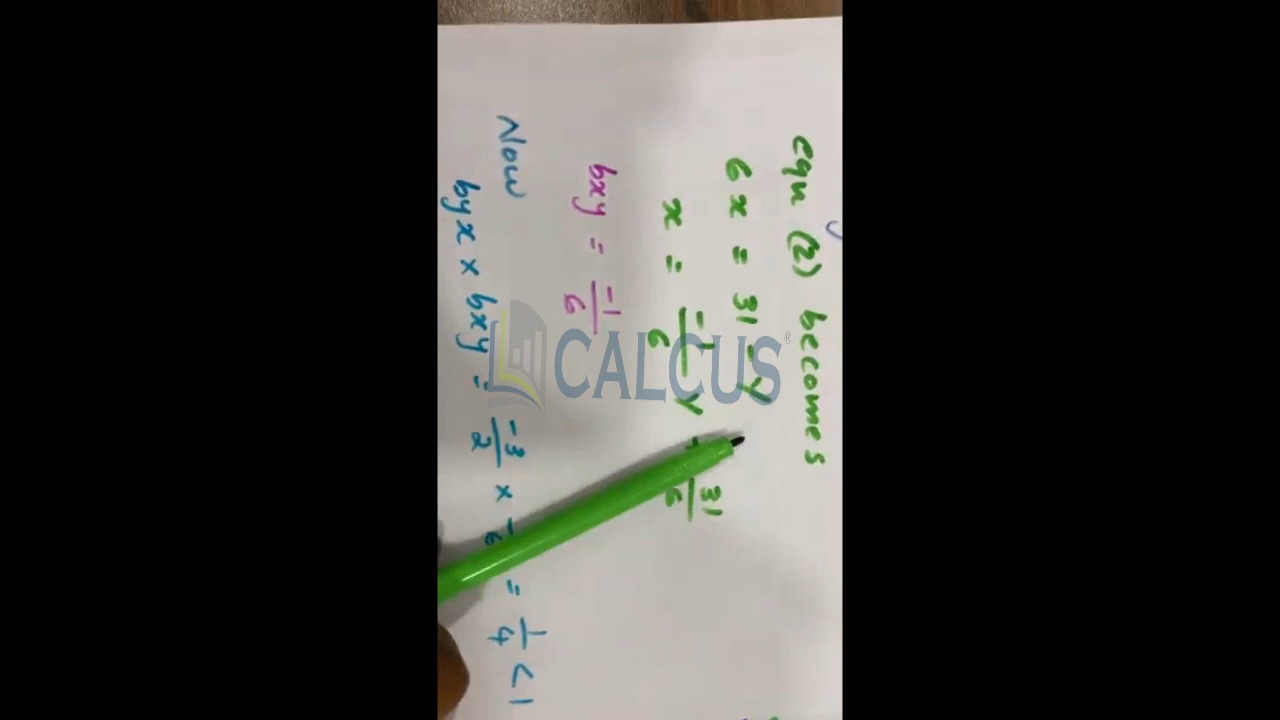 equ (2) becomes
6x = 31 - y
x = -1/6 y + 31/6
bxy = -1/6
Now
byx × bxy = -3/2 × -1/6 = 1/4 < 1
CALCUS®